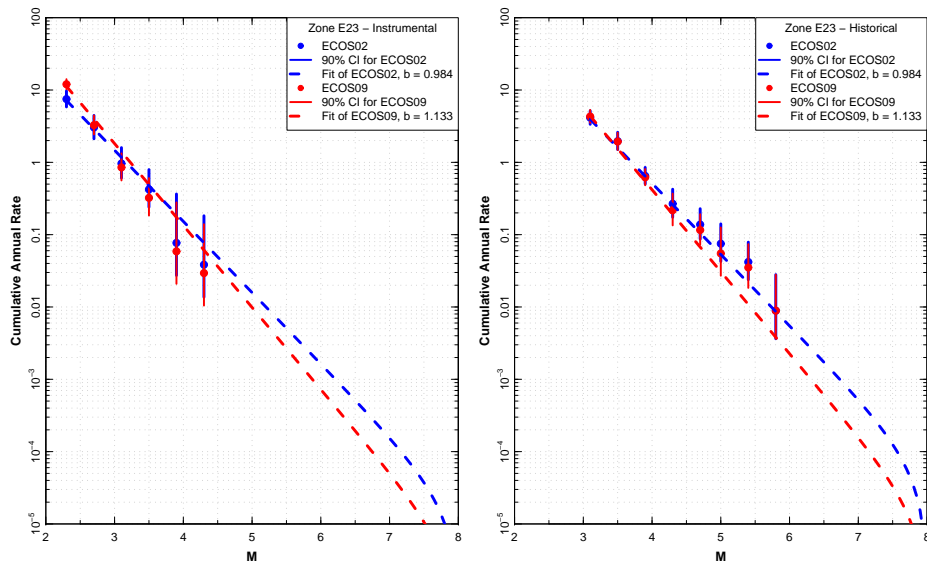 Zone E23 − Instrumental
ECOS02
90% CI for ECOS02
Fit of ECOS02, b = 0.984
ECOS09
90% CI for ECOS09
Fit of ECOS09, b = 1.133
Cumulative Annual Rate
100
10
1
0.1
0.01
10−3
10−4
10−5
2 3 4 5 6 7 8
M
Zone E23 − Historical
ECOS02
90% CI for ECOS02
Fit of ECOS02, b = 0.984
ECOS09
90% CI for ECOS09
Fit of ECOS09, b = 1.133
Cumulative Annual Rate
100
10
1
0.1
0.01
10−3
10−4
10−5
2 3 4 5 6 7 8
M